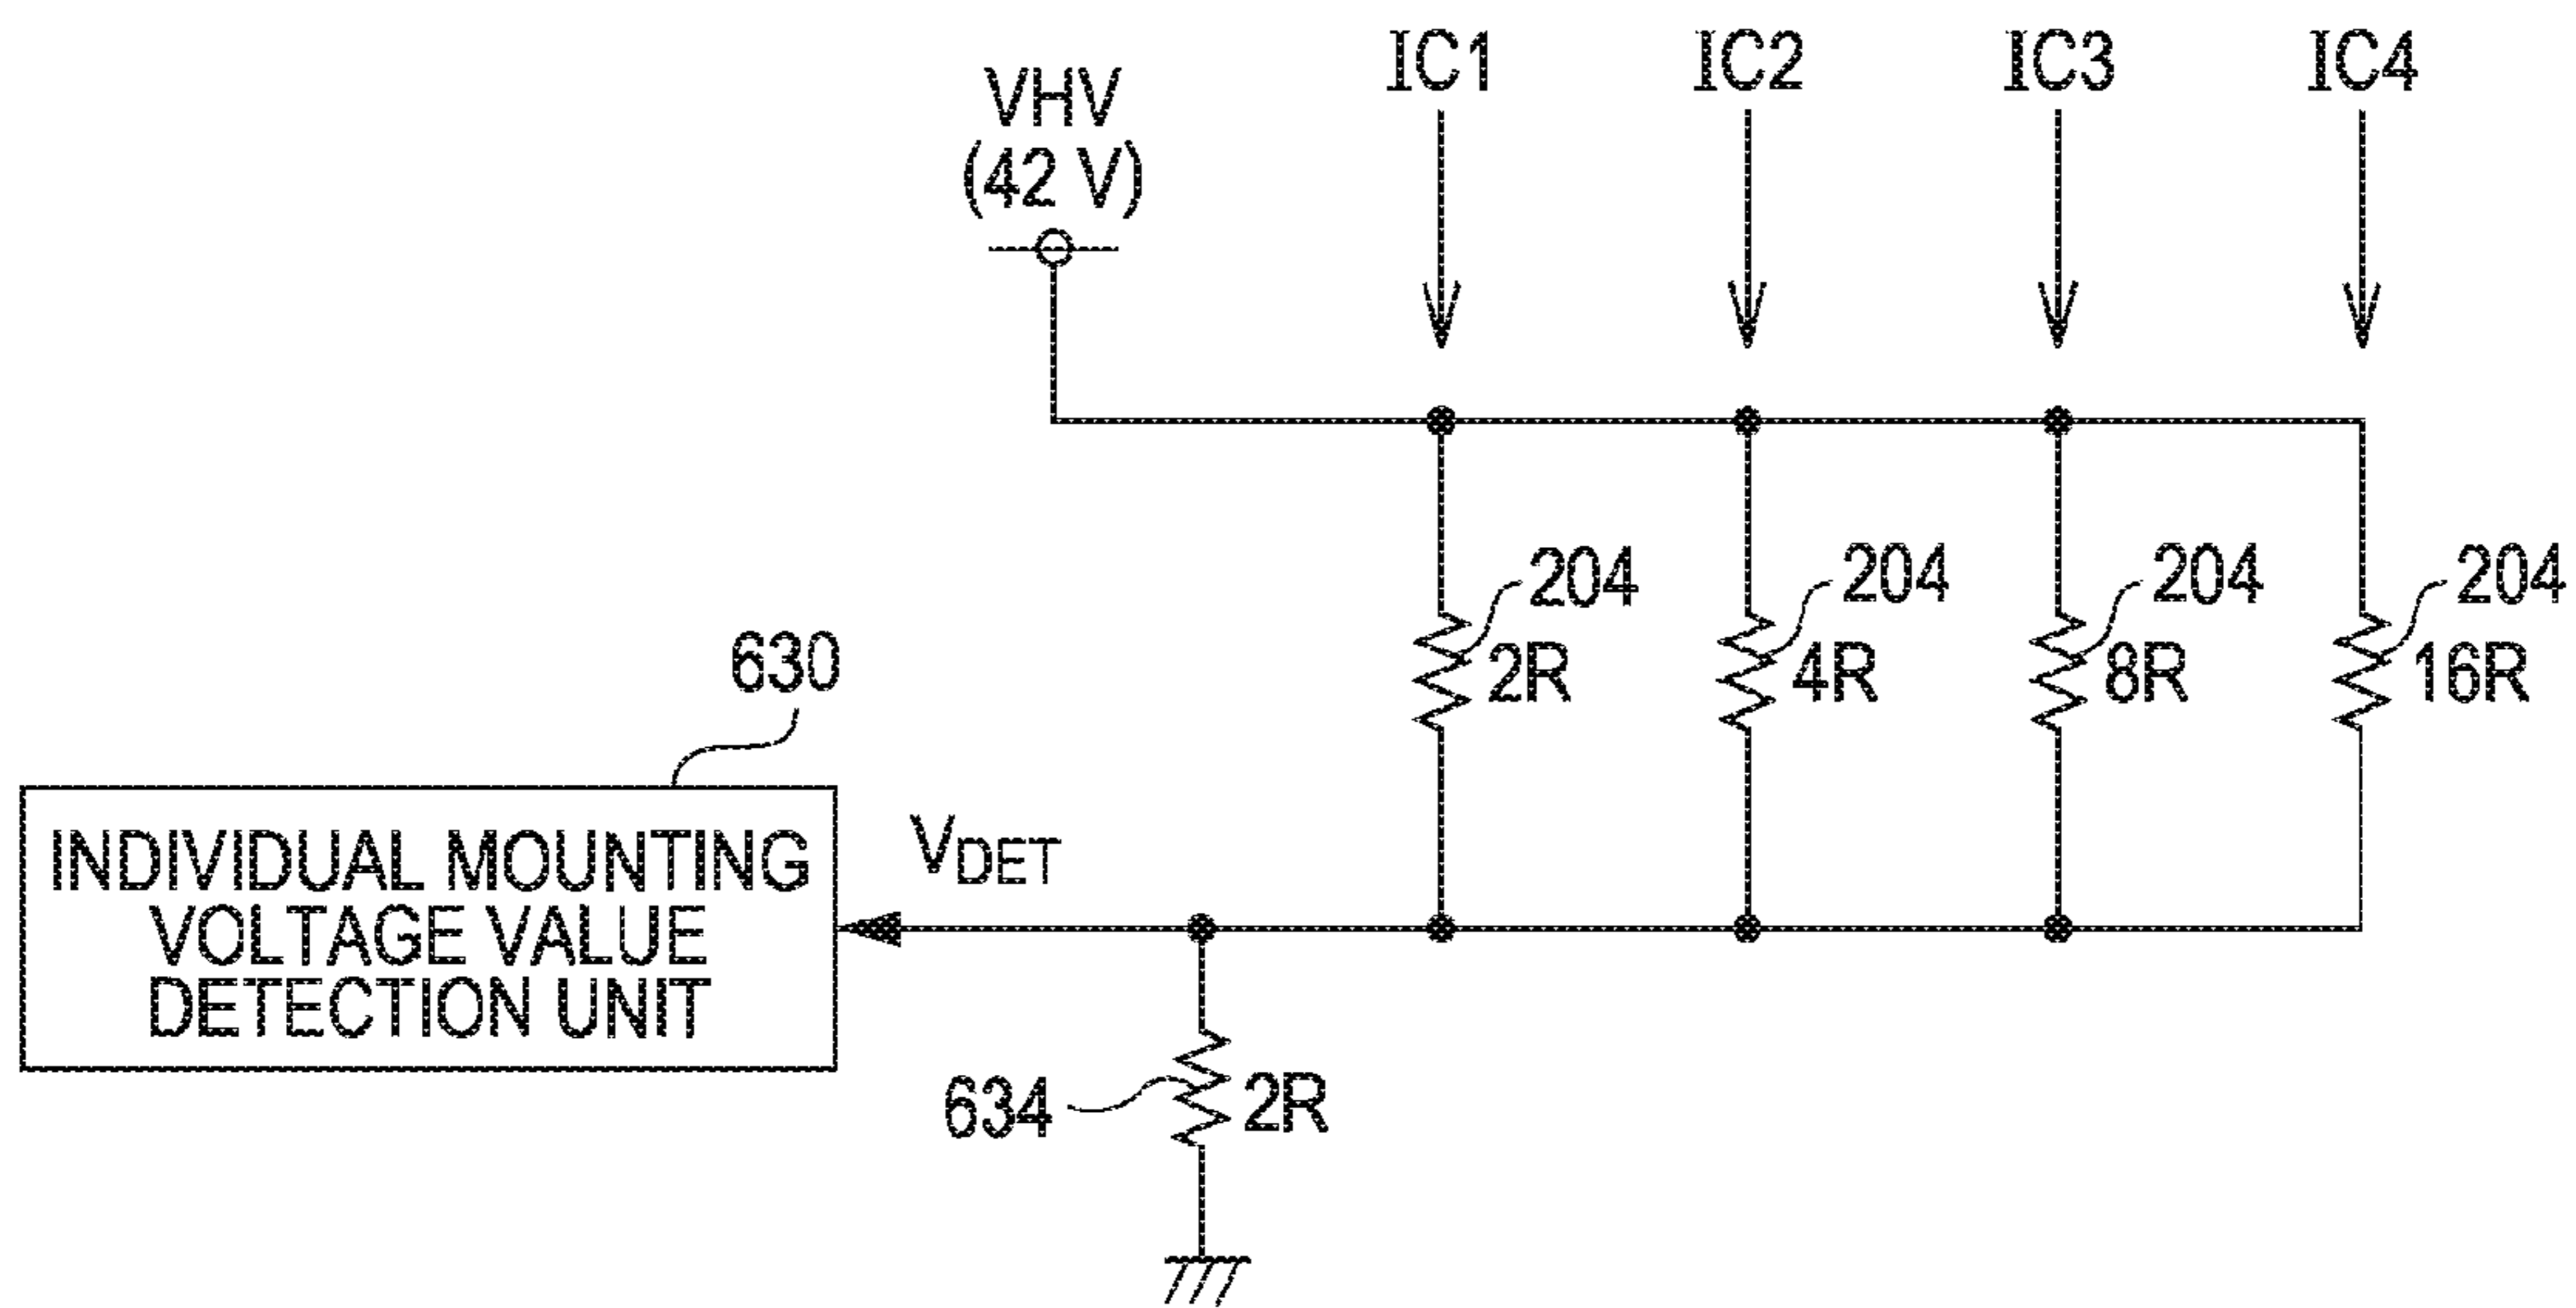 IC1 IC2 IC3 IC4
VHV
(42 V)
204 204 204 204
2R 4R 8R 16R
630
INDIVIDUAL MOUNTING
VOLTAGE VALUE
DETECTION UNIT
VDET
634 2R